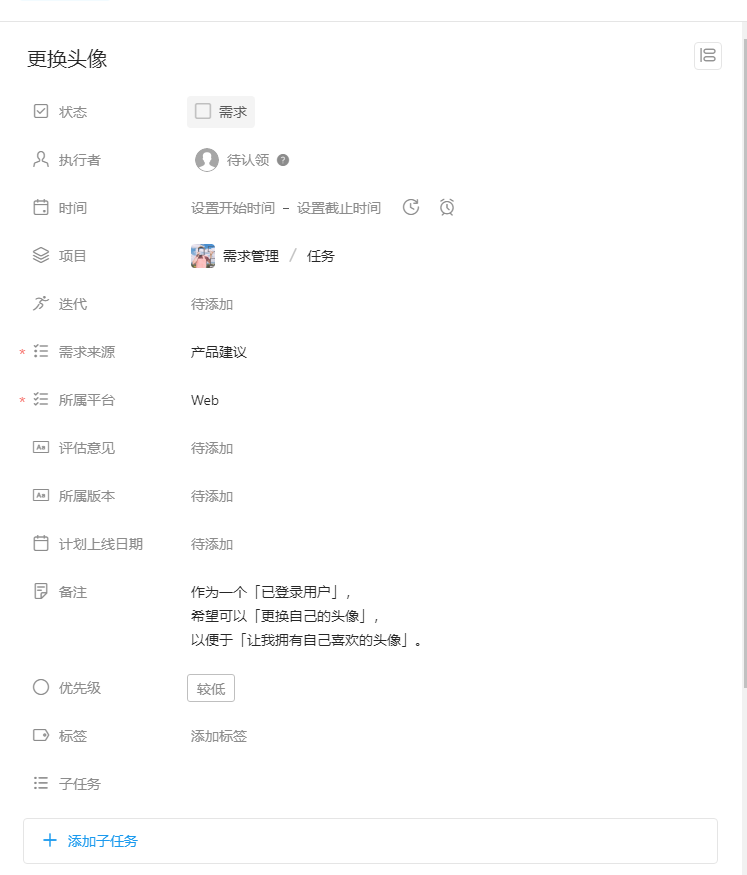 更换头像
状态 需求
执行者 待认领 ?
时间 设置开始时间 – 设置截止时间
项目 需求管理 / 任务
迭代 待添加
* 需求来源 产品建议
* 所属平台 Web
评估意见 待添加
所属版本 待添加
计划上线日期 待添加
备注 作为一个「已登录用户」,
希望可以「更换自己的头像」,
以便于「让我拥有自己喜欢的头像」。
优先级 较低
标签 添加标签
子任务
+ 添加子任务